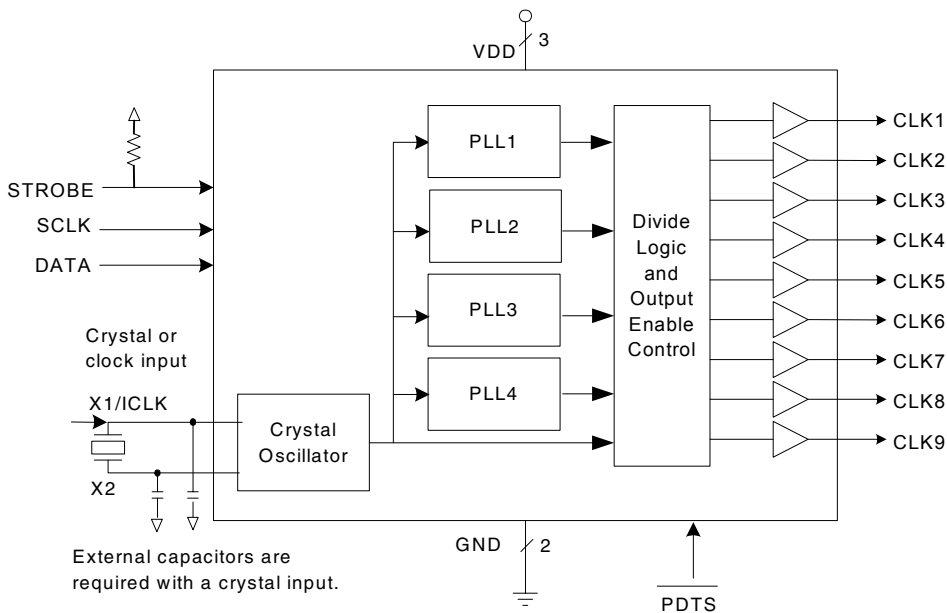 VDD
3
STROBE
SCLK
DATA
Crystal or
clock input
X1/ICLK
X2
External capacitors are
required with a crystal input.
Crystal
Oscillator
PLL1
PLL2
PLL3
PLL4
Divide
Logic
and
Output
Enable
Control
CLK1
CLK2
CLK3
CLK4
CLK5
CLK6
CLK7
CLK8
CLK9
GND
2
PDTS